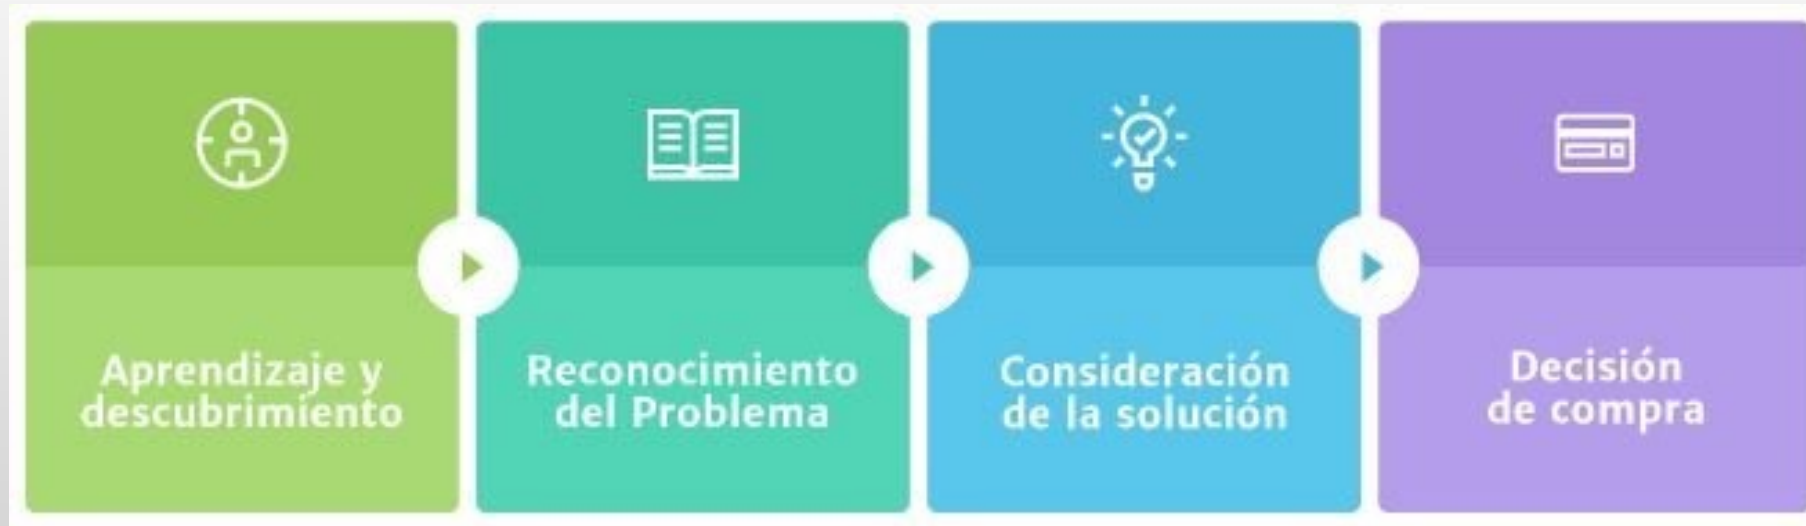 Aprendizaje y
descubrimiento
Reconocimiento
del Problema
Consideración
de la solución
Decisión
de compra